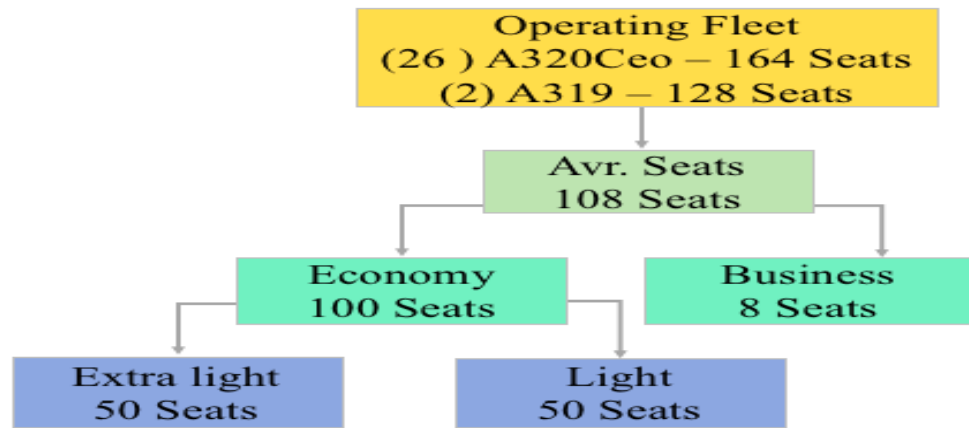 Operating Fleet
(26 ) A320Ceo – 164 Seats
(2) A319 – 128 Seats
Avr. Seats
108 Seats
Economy
100 Seats
Business
8 Seats
Extra light
50 Seats
Light
50 Seats